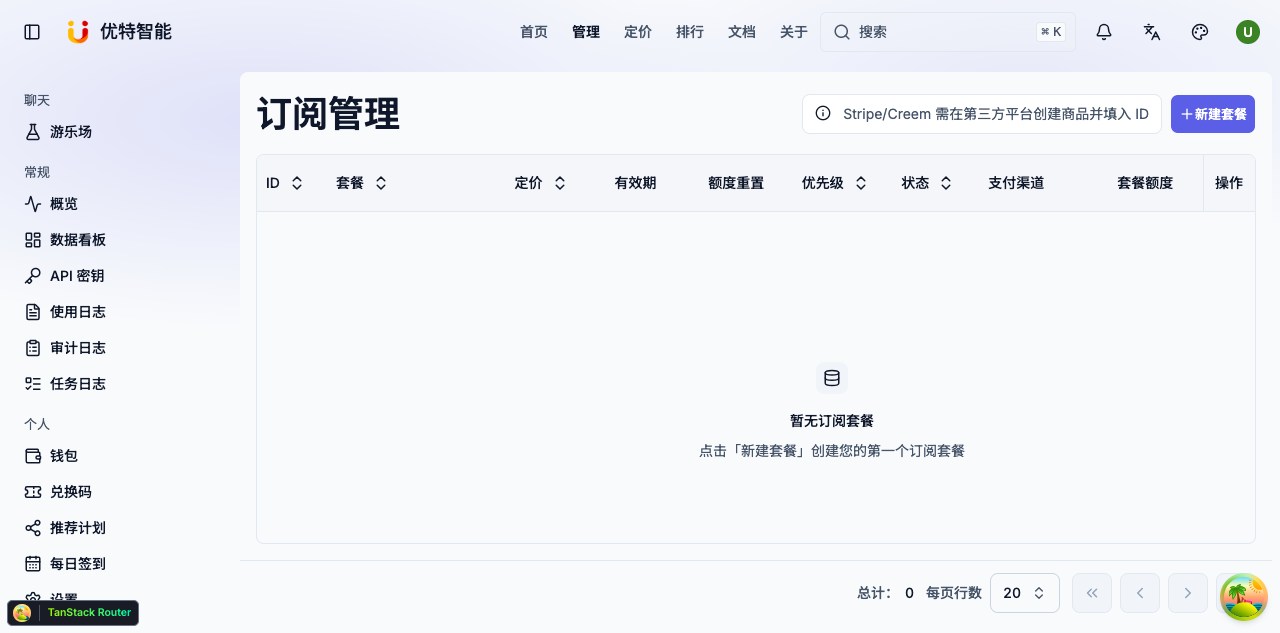 优特智能
首页 管理 定价 排行 文档 关于
搜索 ⌘ K
U
聊天
游乐场
常规
概览
数据看板
API 密钥
使用日志
审计日志
任务日志
个人
钱包
兑换码
推荐计划
每日签到
TanStack Router
订阅管理
Stripe/Creem 需在第三方平台创建商品并填入 ID
新建套餐
ID 套餐 定价 有效期 额度重置 优先级 状态 支付渠道 套餐额度 操作
暂无订阅套餐
点击「新建套餐」创建您的第一个订阅套餐
总计： 0 每页行数 20